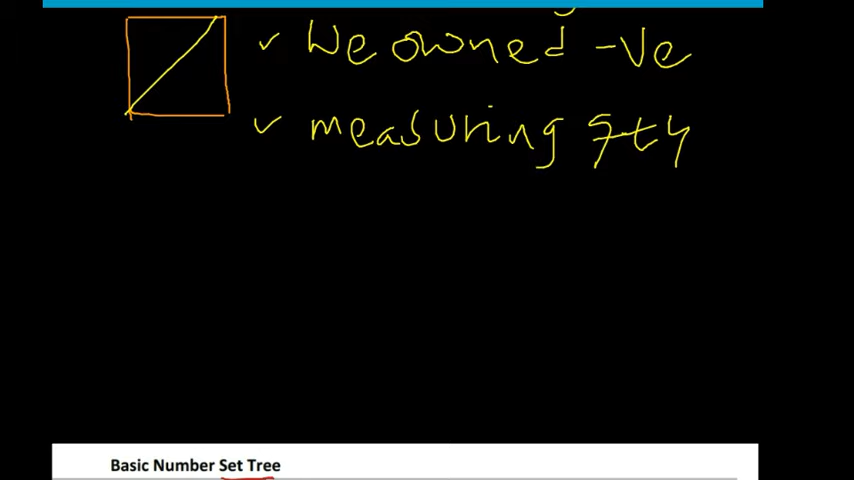 ✓ We owned -ve
✓ measuring qty
Basic Number Set Tree